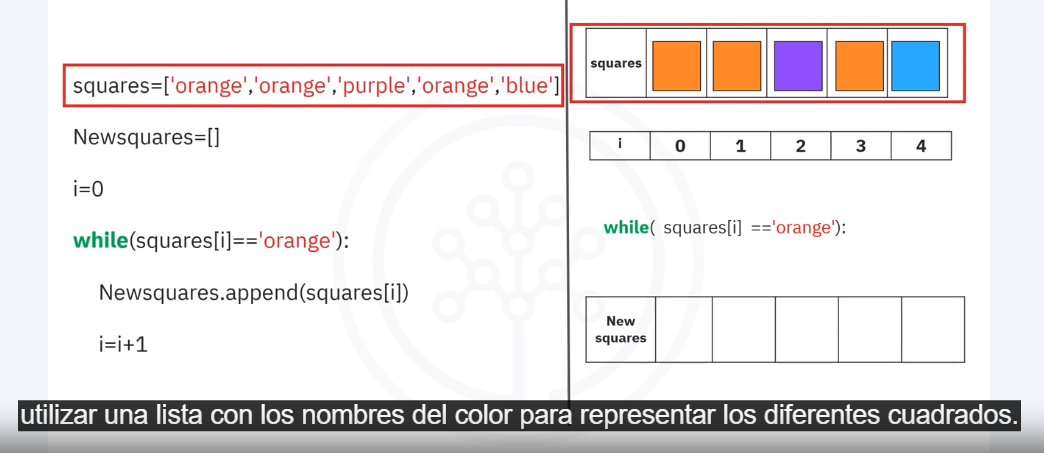 squares=['orange','orange','purple','orange','blue']
Newsquares=[]
i=0
while(squares[i]=='orange'):
Newsquares.append(squares[i])
i=i+1
squares
i 0 1 2 3 4
while( squares[i] =='orange'):
New
squares
utilizar una lista con los nombres del color para representar los diferentes cuadrados.